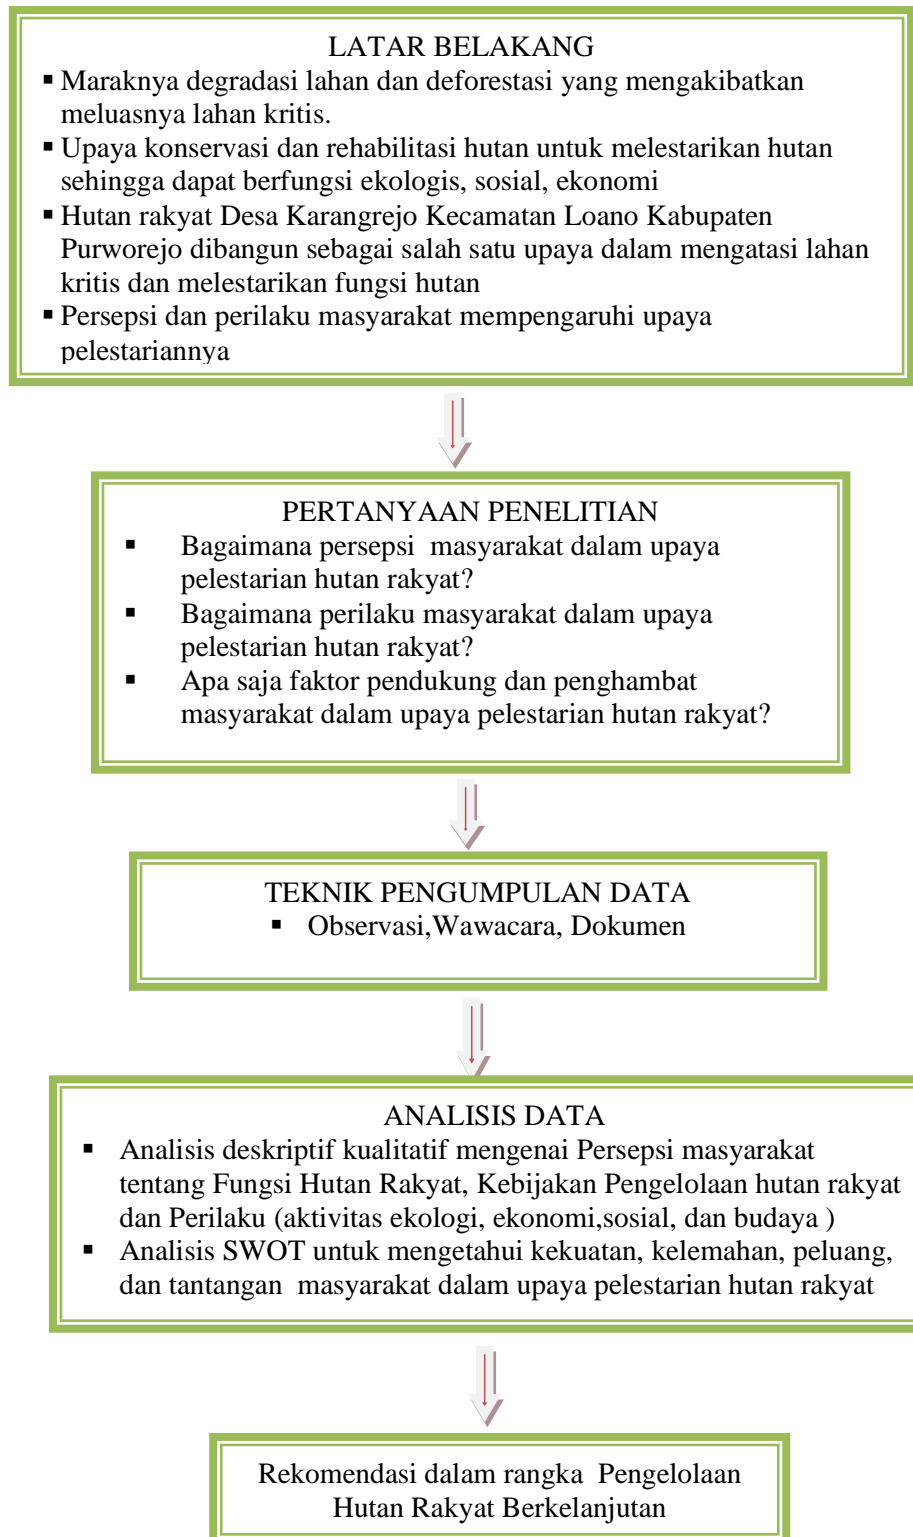 LATAR BELAKANG
▪ Maraknya degradasi lahan dan deforestasi yang mengakibatkan
meluasnya lahan kritis.
▪ Upaya konservasi dan rehabilitasi hutan untuk melestarikan hutan
sehingga dapat berfungsi ekologis, sosial, ekonomi
▪ Hutan rakyat Desa Karangrejo Kecamatan Loano Kabupaten
Purworejo dibangun sebagai salah satu upaya dalam mengatasi lahan
kritis dan melestarikan fungsi hutan
▪ Persepsi dan perilaku masyarakat mempengaruhi upaya
pelestariannya
PERTANYAAN PENELITIAN
▪ Bagaimana persepsi masyarakat dalam upaya
pelestarian hutan rakyat?
▪ Bagaimana perilaku masyarakat dalam upaya
pelestarian hutan rakyat?
▪ Apa saja faktor pendukung dan penghambat
masyarakat dalam upaya pelestarian hutan rakyat?
TEKNIK PENGUMPULAN DATA
▪ Observasi,Wawacara, Dokumen
ANALISIS DATA
▪ Analisis deskriptif kualitatif mengenai Persepsi masyarakat
tentang Fungsi Hutan Rakyat, Kebijakan Pengelolaan hutan rakyat
dan Perilaku (aktivitas ekologi, ekonomi,sosial, dan budaya )
▪ Analisis SWOT untuk mengetahui kekuatan, kelemahan, peluang,
dan tantangan masyarakat dalam upaya pelestarian hutan rakyat
Rekomendasi dalam rangka Pengelolaan
Hutan Rakyat Berkelanjutan